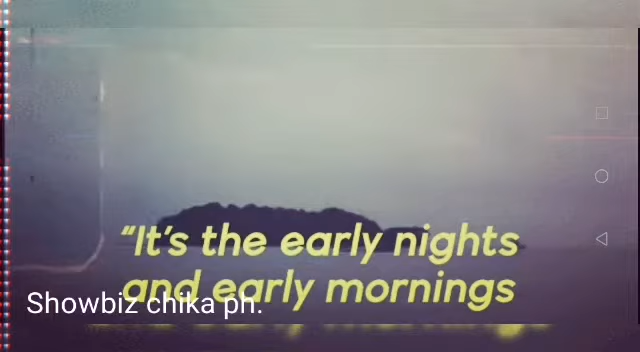 “It's the early nights
and early mornings
Showbiz chika ph.